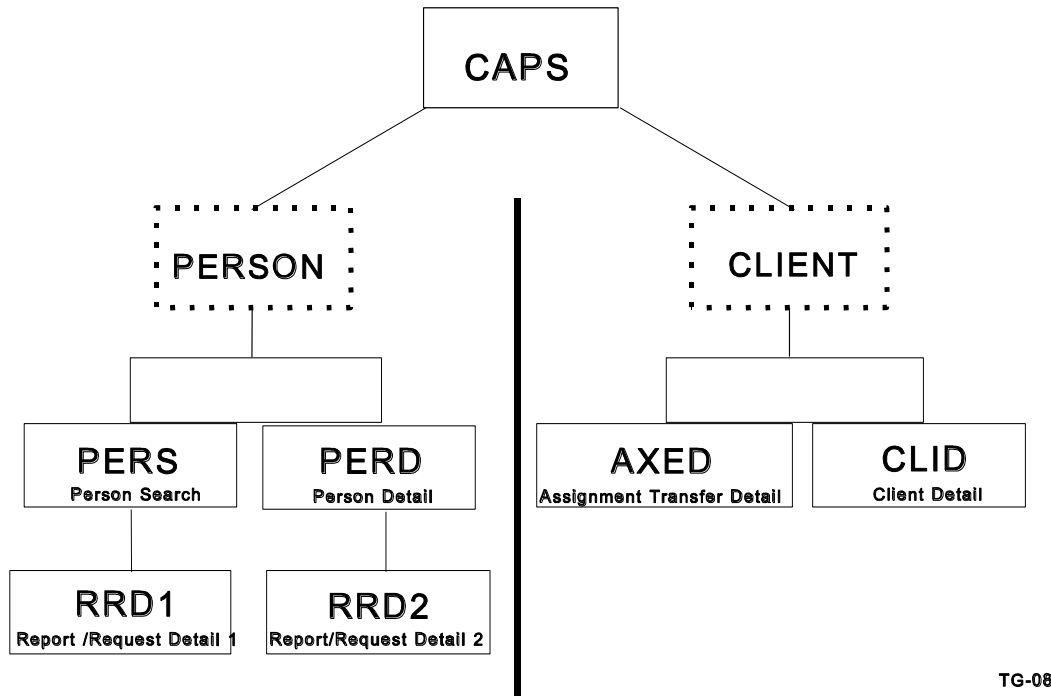 CAPS
PERSON
CLIENT
PERS
Person Search
PERD
Person Detail
AXED
Assignment Transfer Detail
CLID
Client Detail
RRD1
Report /Request Detail 1
RRD2
Report/Request Detail 2
TG-08